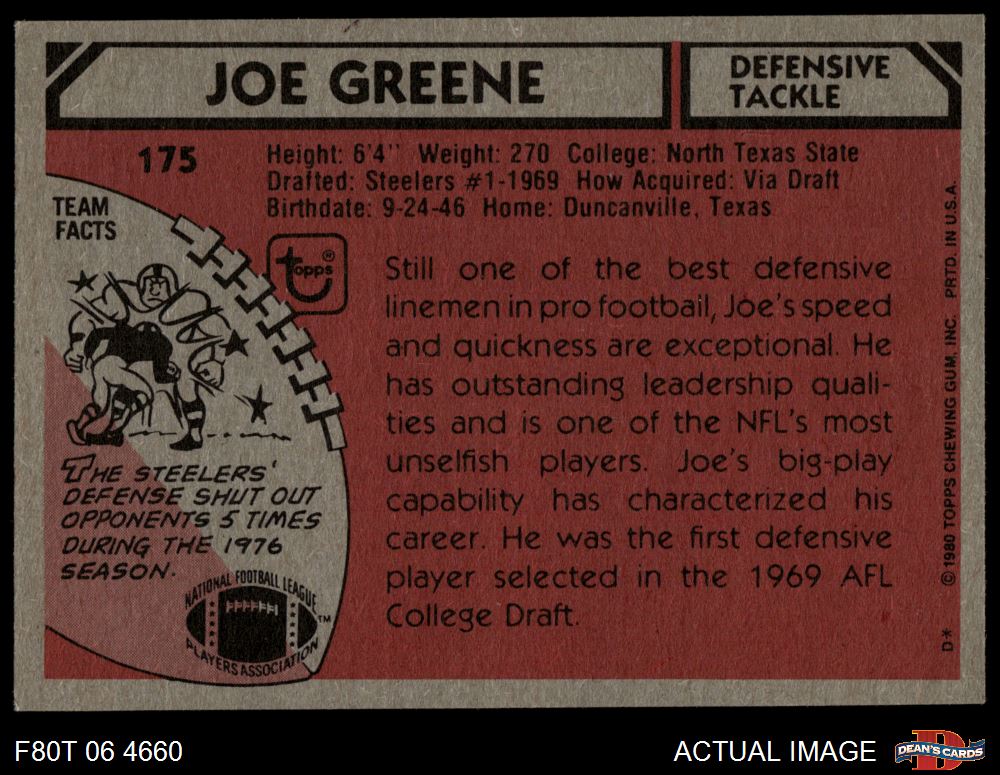 JOE GREENE
DEFENSIVE
TACKLE
175
Height: 6'4" Weight: 270 College: North Texas State
Drafted: Steelers #1-1969 How Acquired: Via Draft
Birthdate: 9-24-46 Home: Duncanville, Texas
TEAM
FACTS
topps®
Still one of the best defensive
linemen in pro football, Joe's speed
and quickness are exceptional. He
has outstanding leadership quali-
ties and is one of the NFL's most
unselfish players. Joe's big-play
capability has characterized his
career. He was the first defensive
player selected in the 1969 AFL
College Draft.
THE STEELERS'
DEFENSE SHUT OUT
OPPONENTS 5 TIMES
DURING THE 1976
SEASON.
NATIONAL FOOTBALL LEAGUE
PLAYERS ASSOCIATION
TM
D* © 1980 TOPPS CHEWING GUM, INC. PRTD. IN U.S.A.
F80T 06 4660
ACTUAL IMAGE
D
DEAN'S CARDS